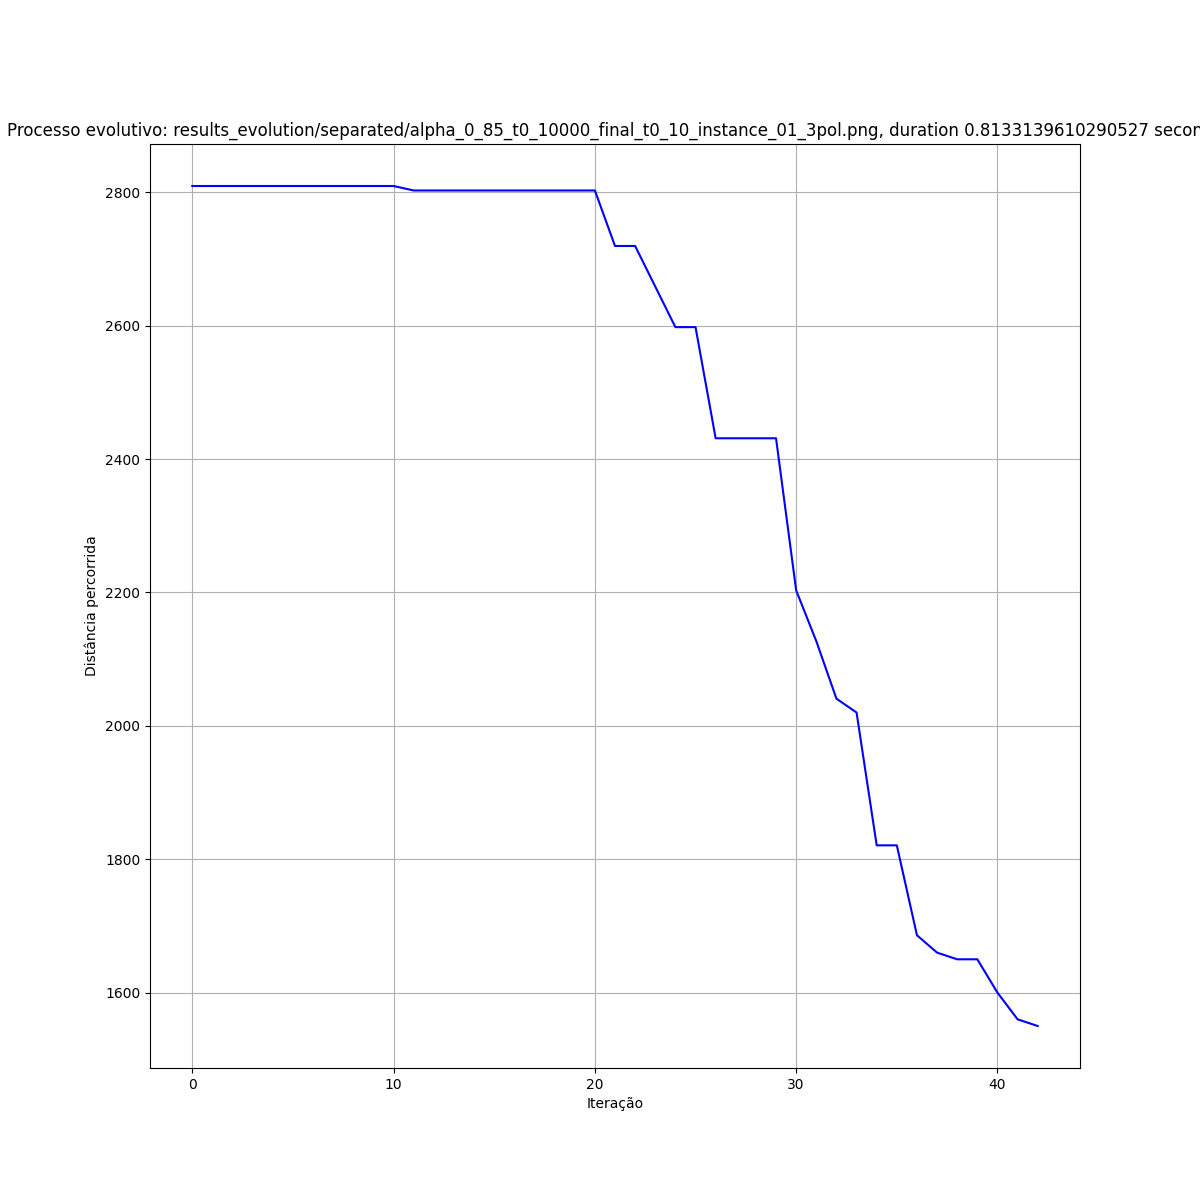 Processo evolutivo: results_evolution/separated/alpha_0_85_t0_10000_final_t0_10_instance_01_3pol.png, duration 0.8133139610290527 secon
2800
2600
2400
2200
2000
1800
1600
Distância percorrida
0 10 20 30 40
Iteração